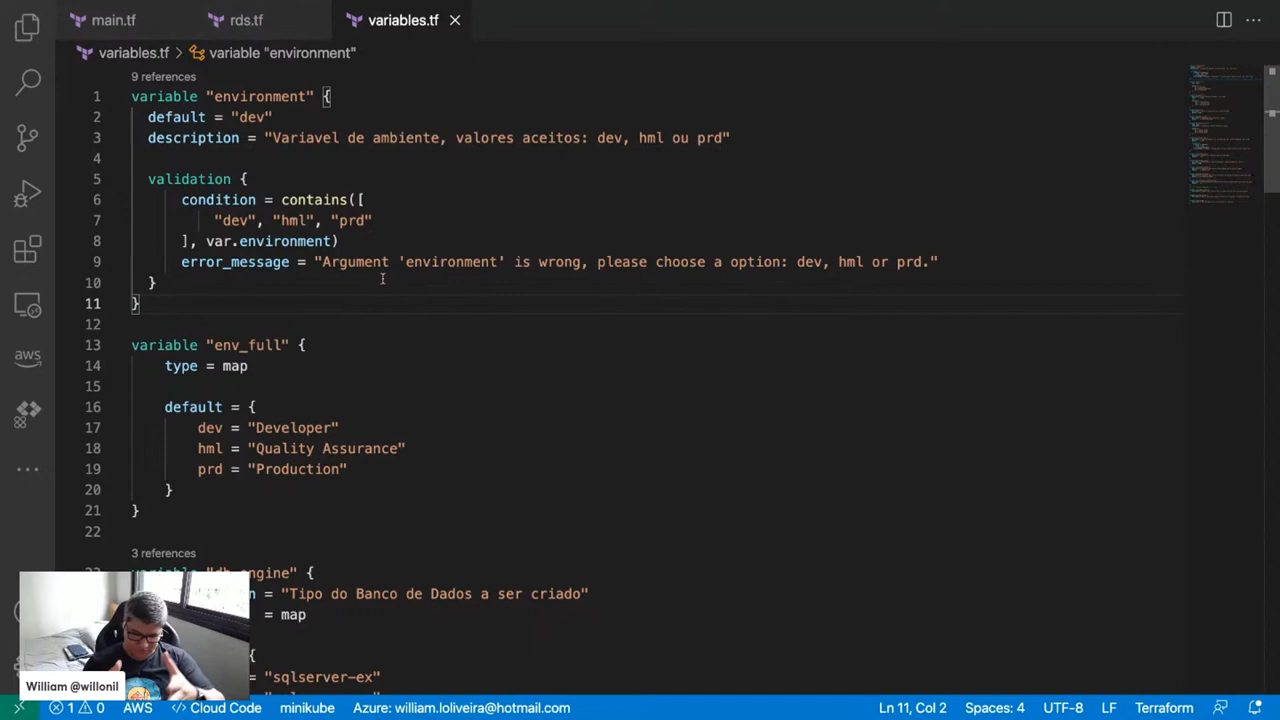 main.tf
rds.tf
variables.tf
variables.tf > variable "environment"
9 references
1 variable "environment" {
2 default = "dev"
3 description = "Variavel de ambiente, valores aceitos: dev, hml ou prd"
4
5 validation {
6 condition = contains([
7 "dev", "hml", "prd"
8 ], var.environment)
9 error_message = "Argument 'environment' is wrong, please choose a option: dev, hml or prd."
10 }
11 }
12
13 variable "env_full" {
14 type = map
15
16 default = {
17 dev = "Developer"
18 hml = "Quality Assurance"
19 prd = "Production"
20 }
21 }
22
3 references
"db_engine" {
= "Tipo do Banco de Dados a ser criado"
= map
{
= "sqlserver-ex"
aws
William @willonil
1 0 AWS Cloud Code minikube Azure: william.loliveira@hotmail.com Ln 11, Col 2 Spaces: 4 UTF-8 LF Terraform